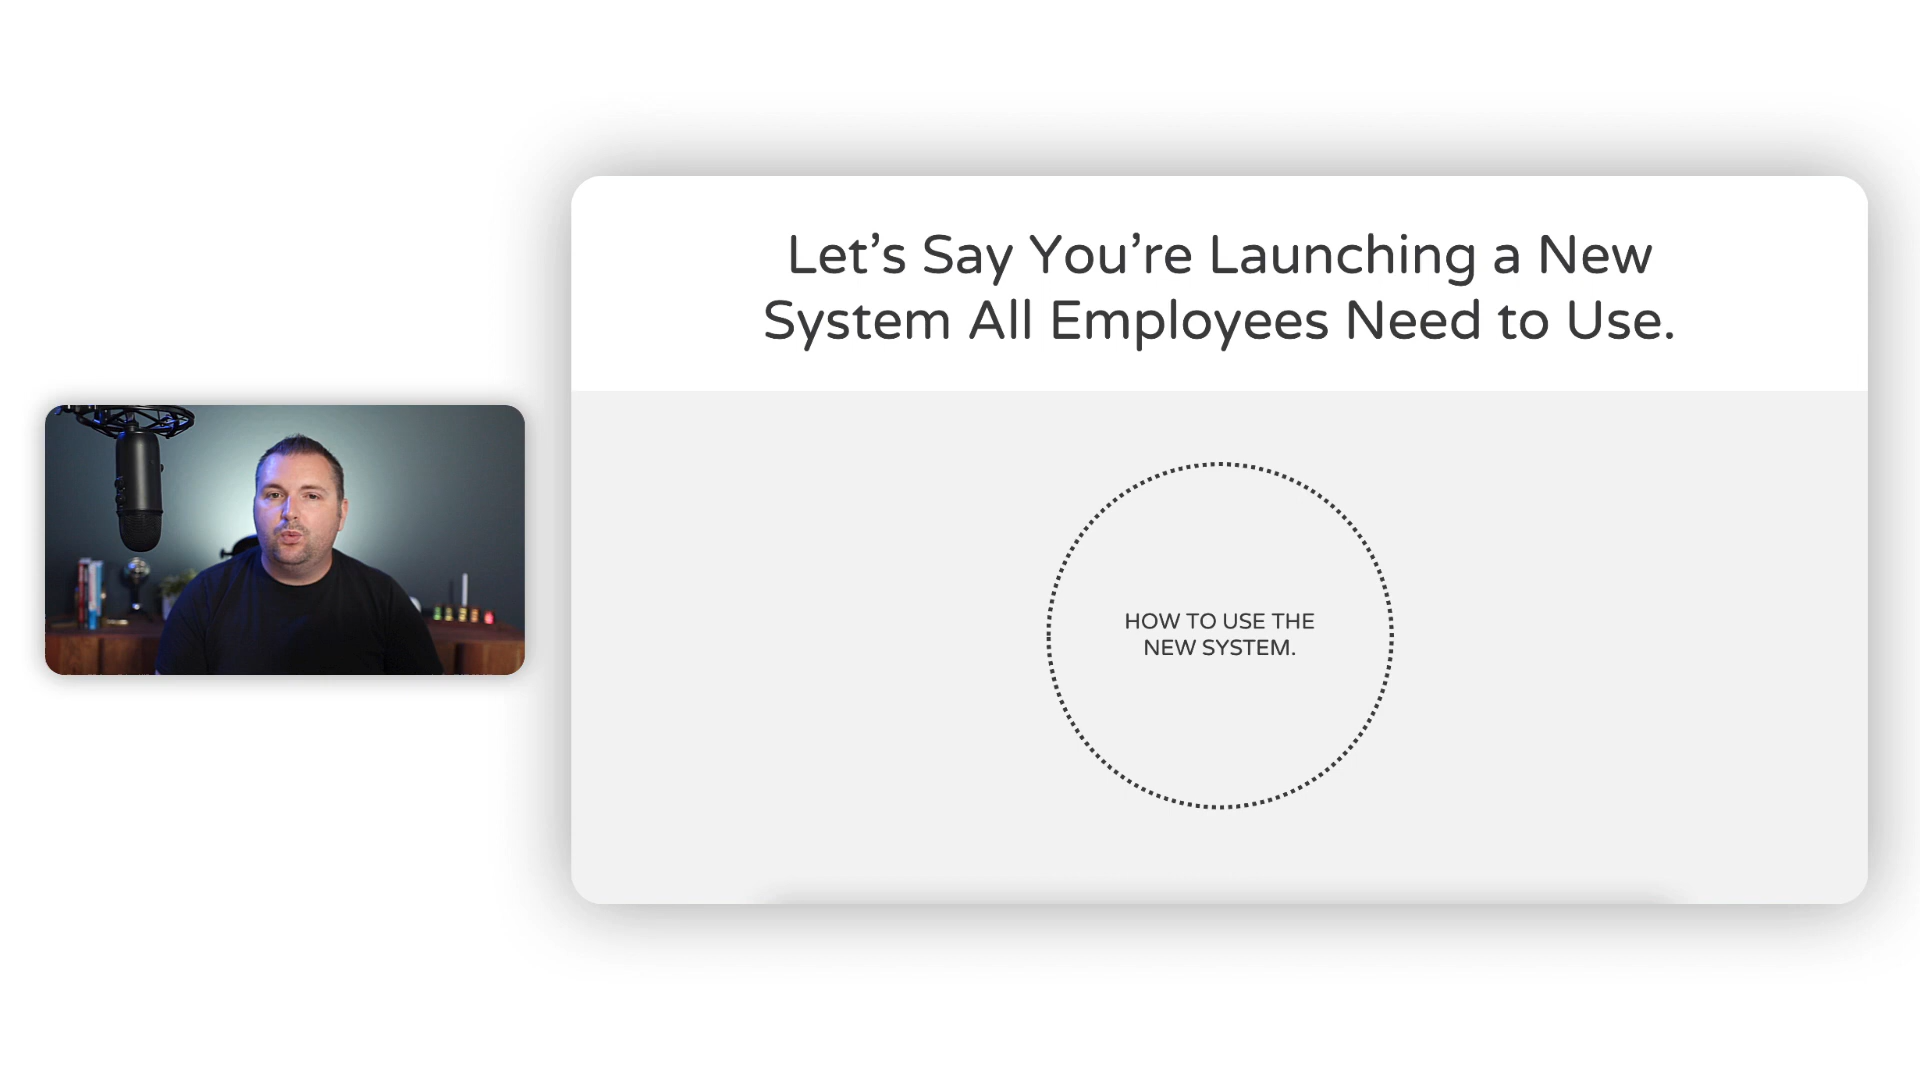 Let’s Say You’re Launching a New
System All Employees Need to Use.
HOW TO USE THE
NEW SYSTEM.